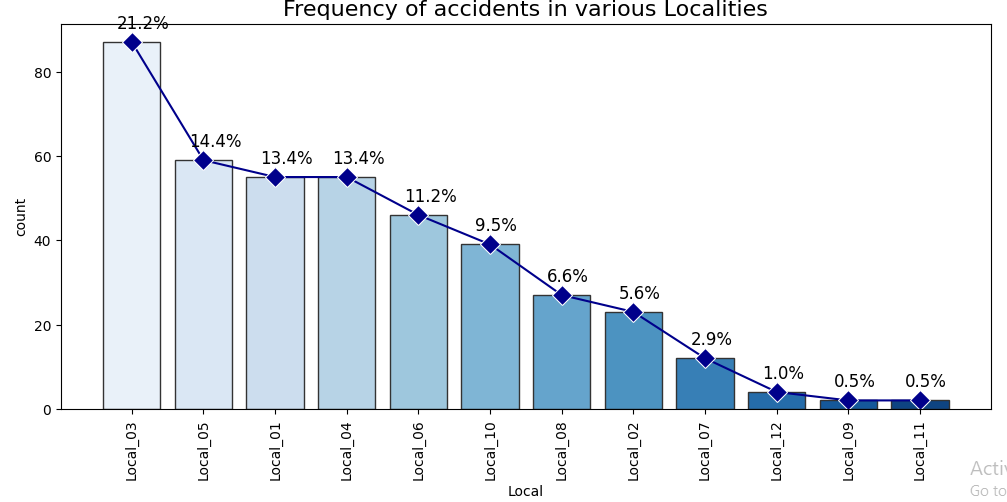 Frequency of accidents in various Localities
21.2%
14.4%
13.4%
13.4%
11.2%
9.5%
6.6%
5.6%
2.9%
1.0%
0.5%
0.5%
80
60
40
20
0
count
Local_03
Local_05
Local_01
Local_04
Local_06
Local_10
Local_08
Local_02
Local_07
Local_12
Local_09
Local_11
Local
Activ
Go to